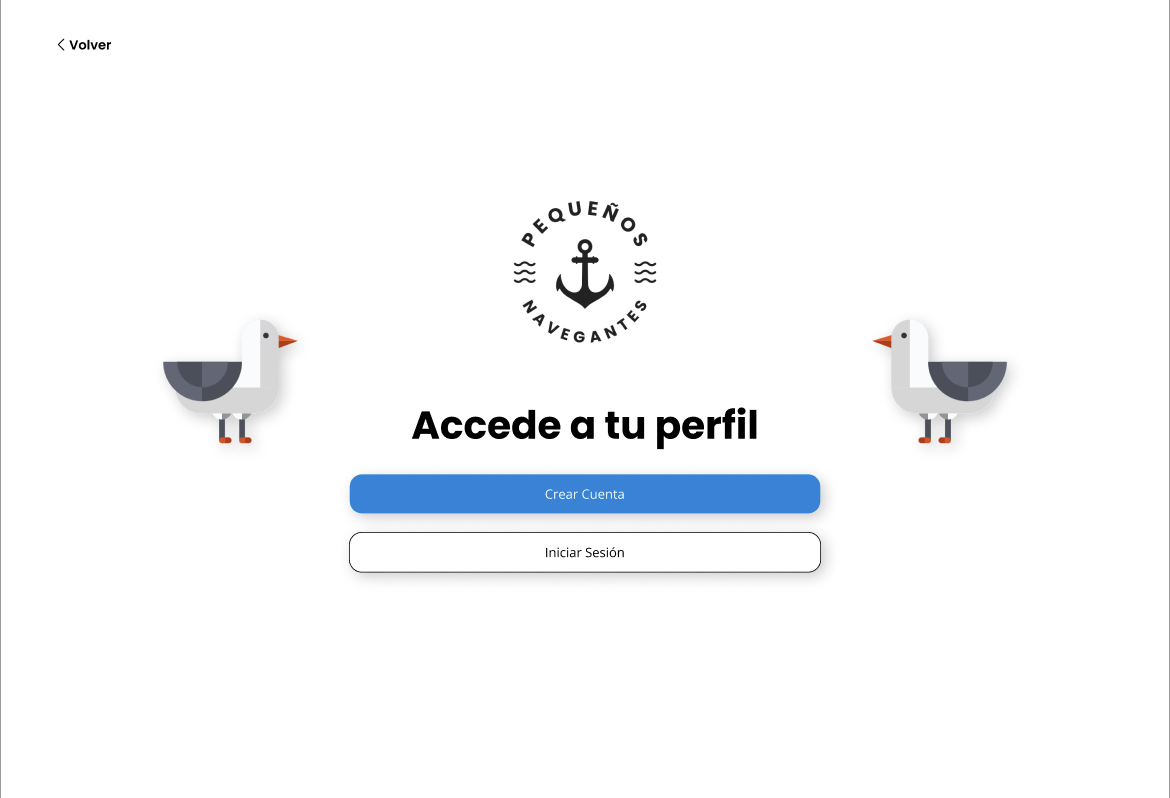 Volver
PEQUEÑOS
NAVEGANTES
Accede a tu perfil
Crear Cuenta
Iniciar Sesión